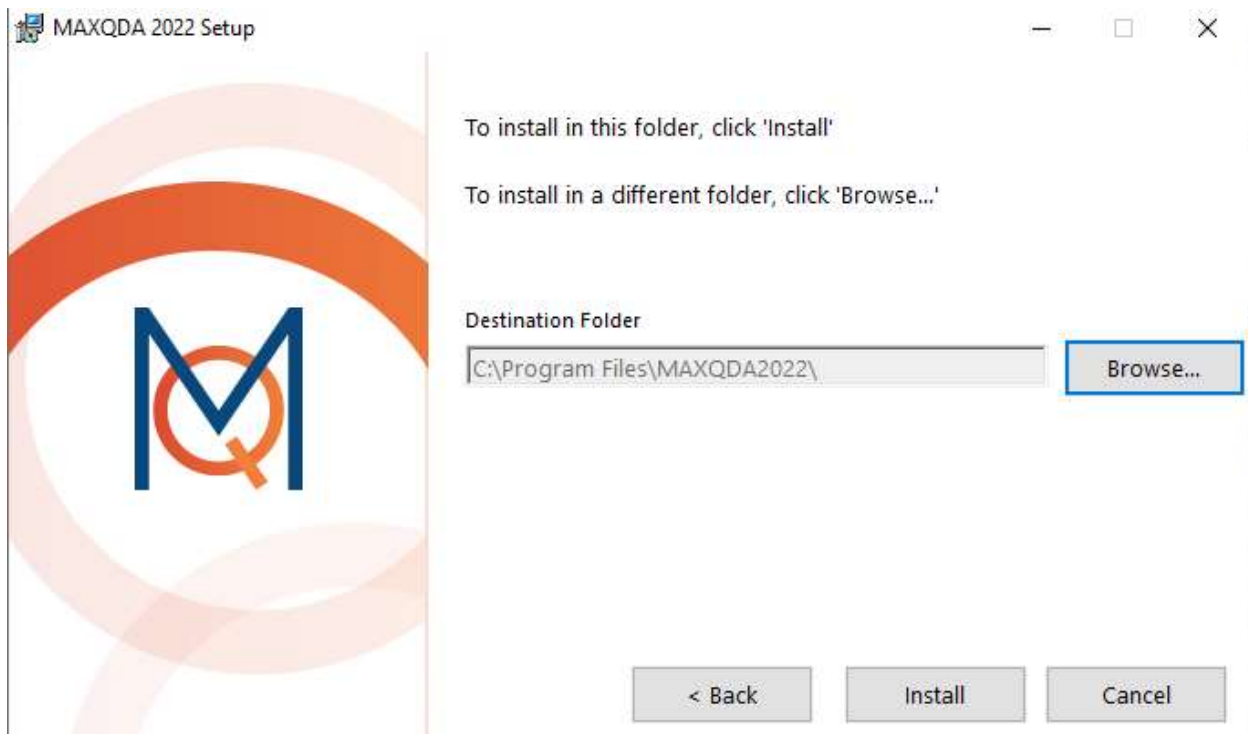 MAXQDA 2022 Setup
To install in this folder, click 'Install'
To install in a different folder, click 'Browse...'
Destination Folder
C:\Program Files\MAXQDA2022\
Browse...
MQ
< Back
Install
Cancel